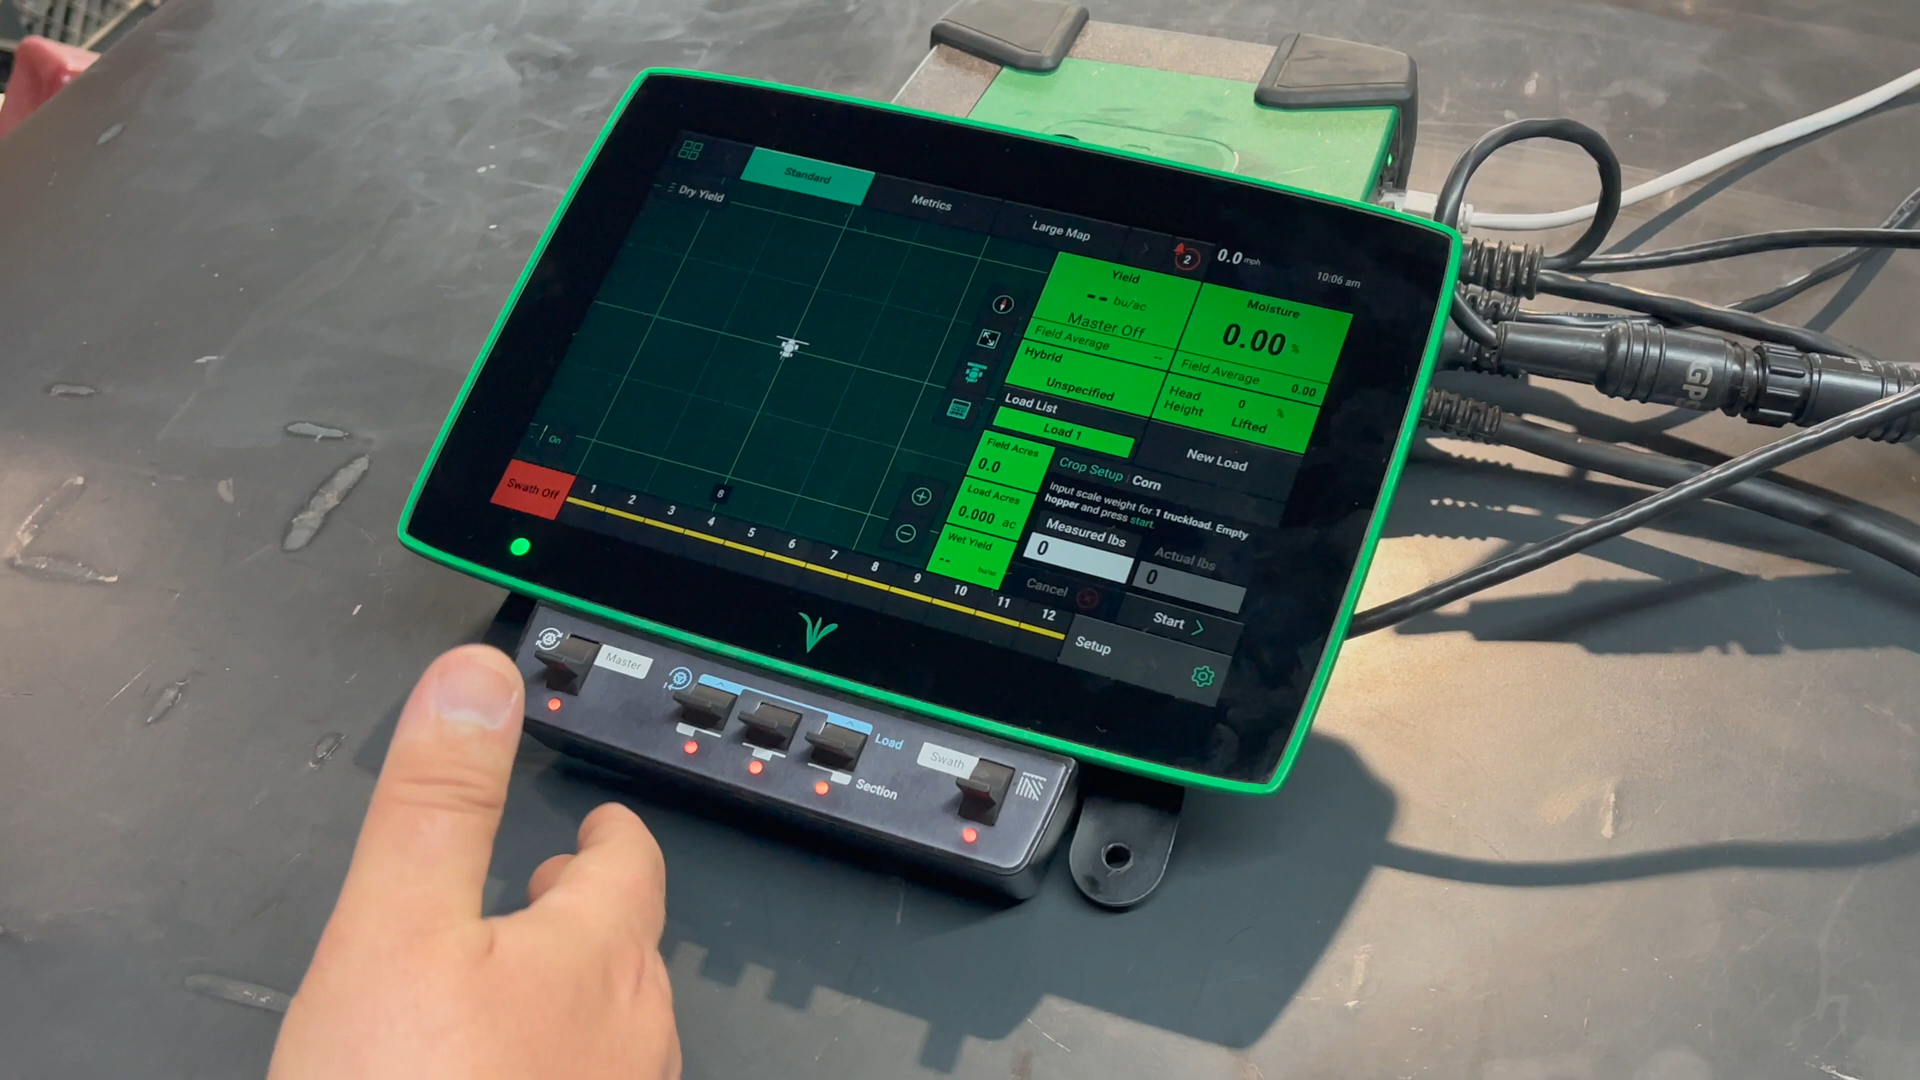 Standard
Metrics
Large Map
2
0.0 mph
10:06 am
Dry Yield
Yield
-- bu/ac
Master Off
Field Average --
Moisture
0.00 %
Field Average 0.00
Hybrid
Unspecified
Head Height 0 %
Lifted
Load List
Load 1
New Load
Field Acres
0.0
Load Acres
0.000 ac
Wet Yield
-- bu/ac
Crop Setup | Corn
Input scale weight for 1 truckload. Empty
hopper and press start.
Measured lbs
0
Actual lbs
0
Cancel
Start
Setup
On
Swath Off
8
1 2 3 4 5 6 7 8 9 10 11 12
Master
Load
Section
Swath
GP